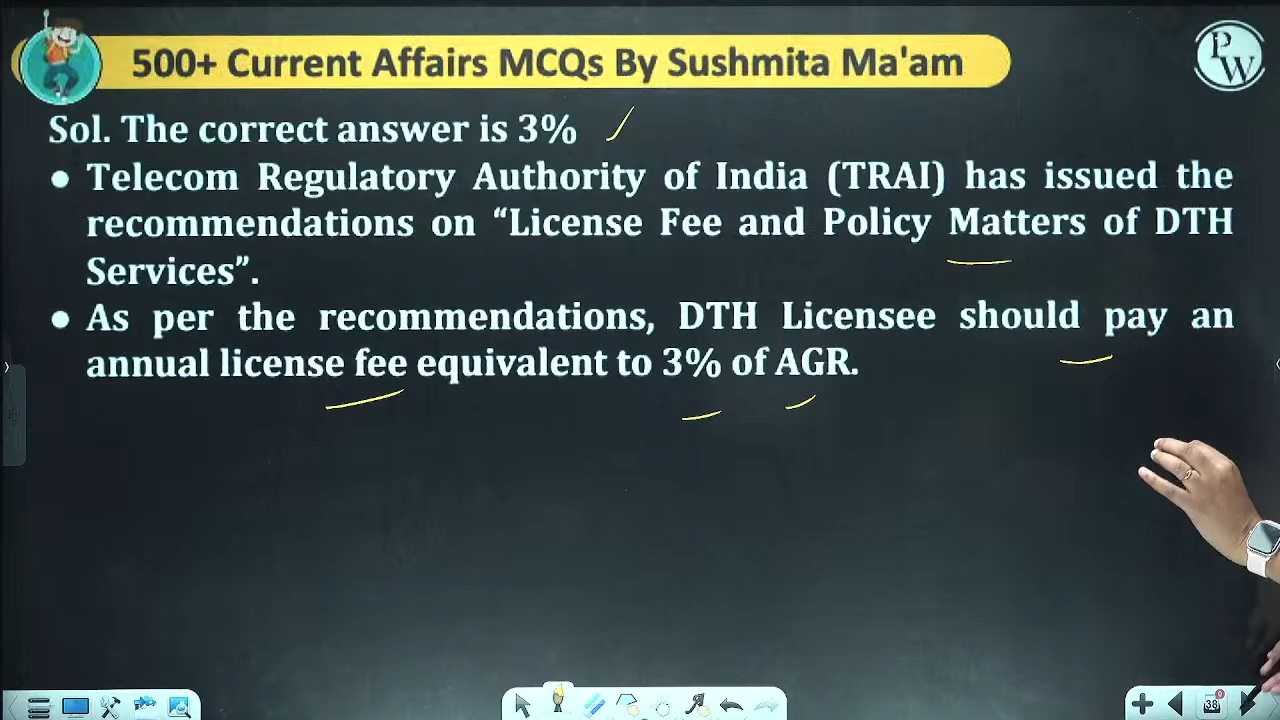 500+ Current Affairs MCQs By Sushmita Ma'am
PW
Sol. The correct answer is 3%
• Telecom Regulatory Authority of India (TRAI) has issued the
recommendations on “License Fee and Policy Matters of DTH
Services”.
• As per the recommendations, DTH Licensee should pay an
annual license fee equivalent to 3% of AGR.
38